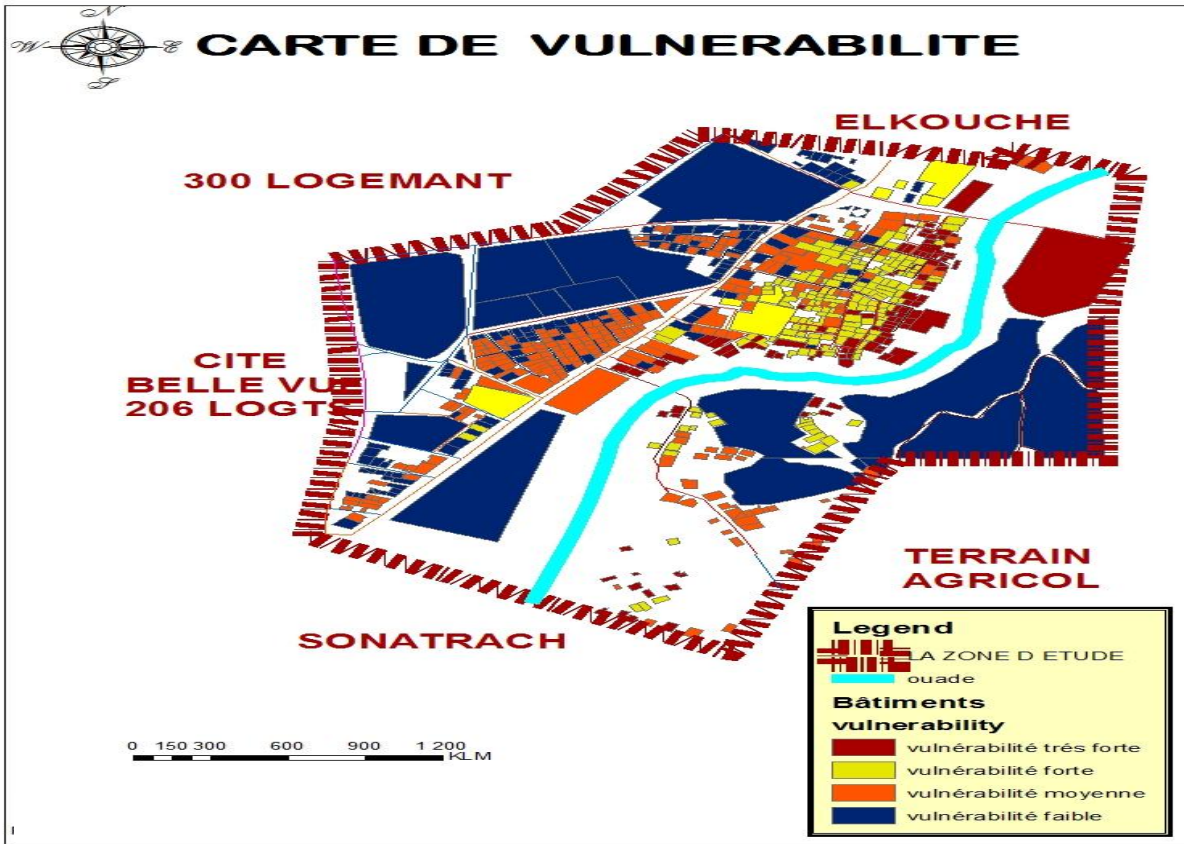 N
W E
S
CARTE DE VULNERABILITE
ELKOUCHE
300 LOGEMANT
CITE
BELLE VUE
206 LOGTS
TERRAIN
AGRICOL
SONATRACH
0 150 300 600 900 1 200
KLM
Legend
LA ZONE D ETUDE
ouade
Bâtiments
vulnerability
vulnérabilité trés forte
vulnérabilité forte
vulnérabilité moyenne
vulnérabilité faible